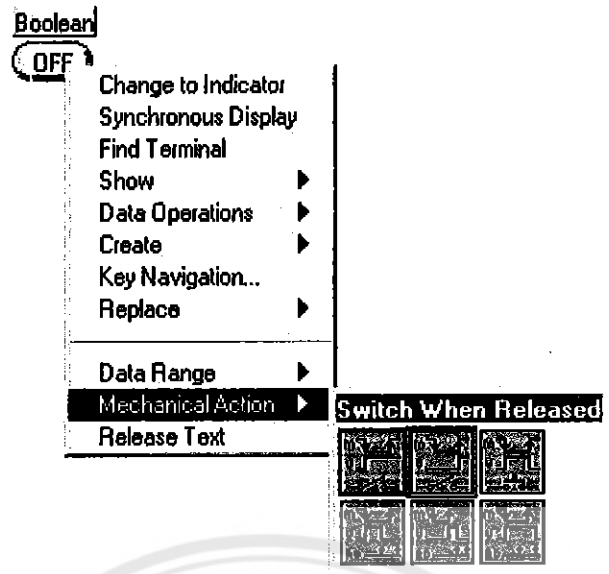 Boolean
OFF
Change to Indicator
Synchronous Display
Find Terminal
Show
Data Operations
Create
Key Navigation...
Replace
Data Range
Mechanical Action
Switch When Released
Release Text